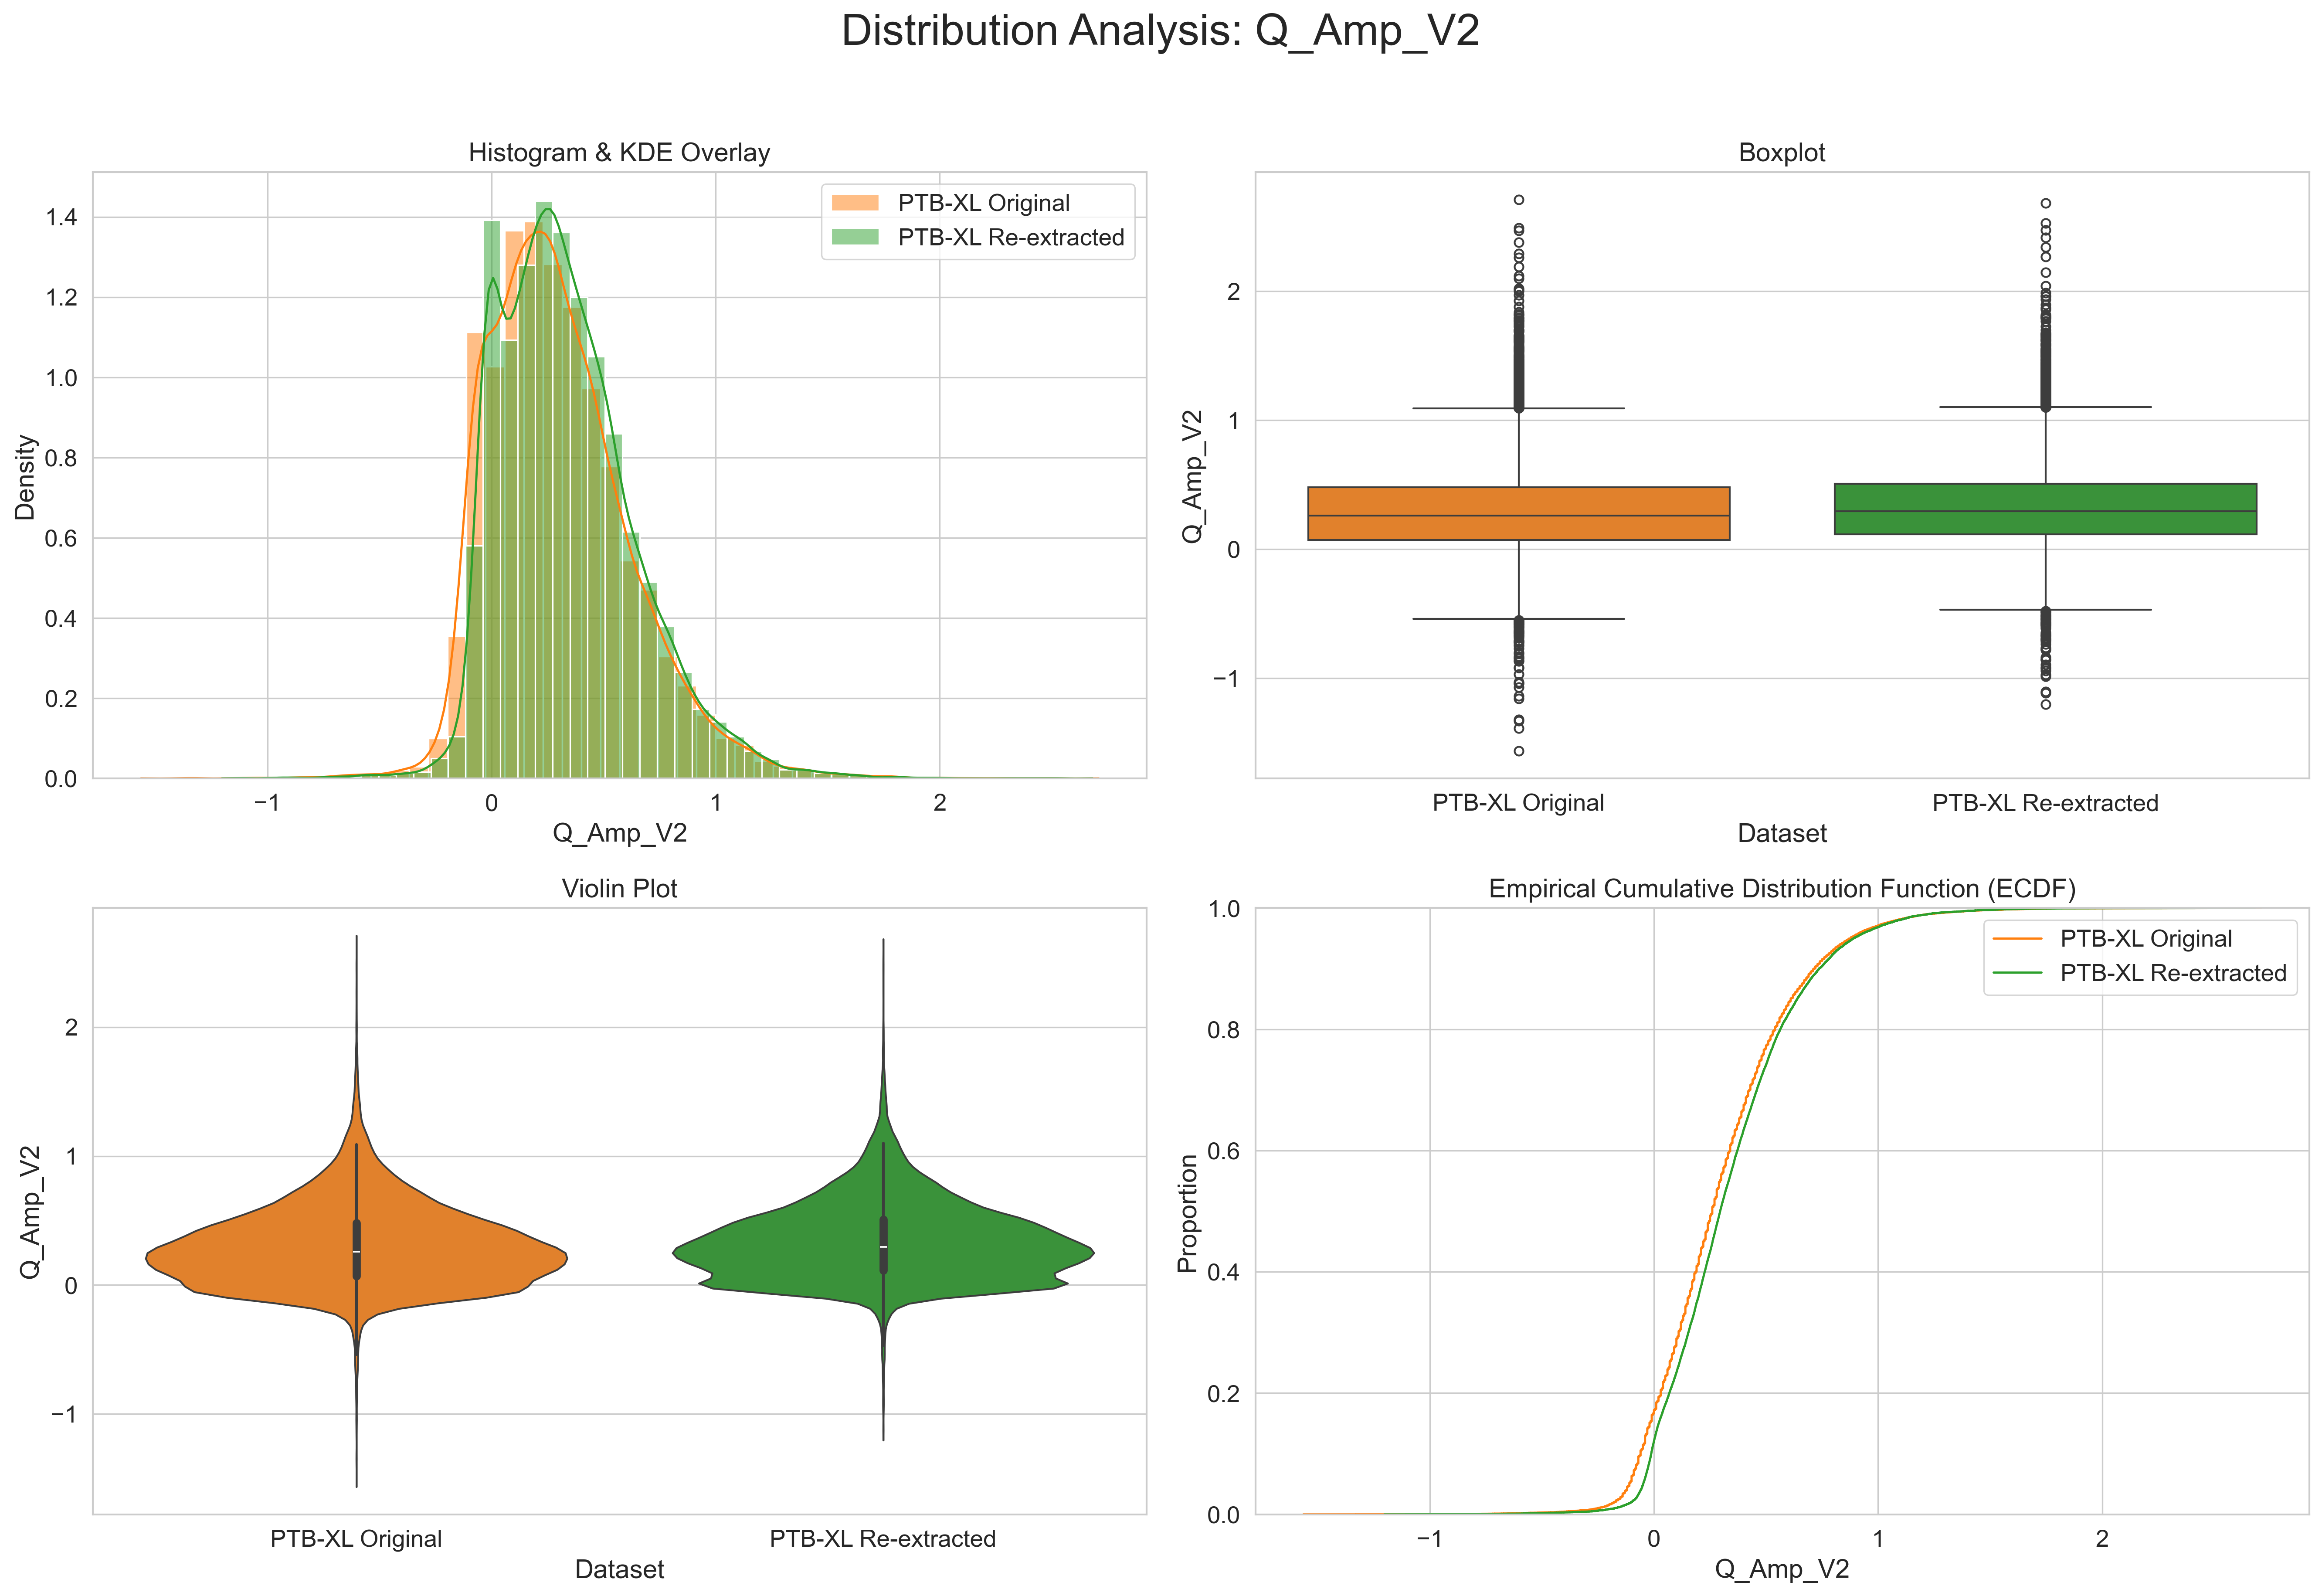 Distribution Analysis: Q_Amp_V2
Histogram & KDE Overlay
PTB-XL Original
PTB-XL Re-extracted
1.4
1.2
1.0
0.8
0.6
0.4
0.2
0.0
Density
−1
0
1
2
Q_Amp_V2
Boxplot
2
1
0
−1
Q_Amp_V2
PTB-XL Original
PTB-XL Re-extracted
Dataset
Violin Plot
2
1
0
−1
Q_Amp_V2
PTB-XL Original
PTB-XL Re-extracted
Dataset
Empirical Cumulative Distribution Function (ECDF)
PTB-XL Original
PTB-XL Re-extracted
1.0
0.8
0.6
0.4
0.2
0.0
Proportion
−1
0
1
2
Q_Amp_V2